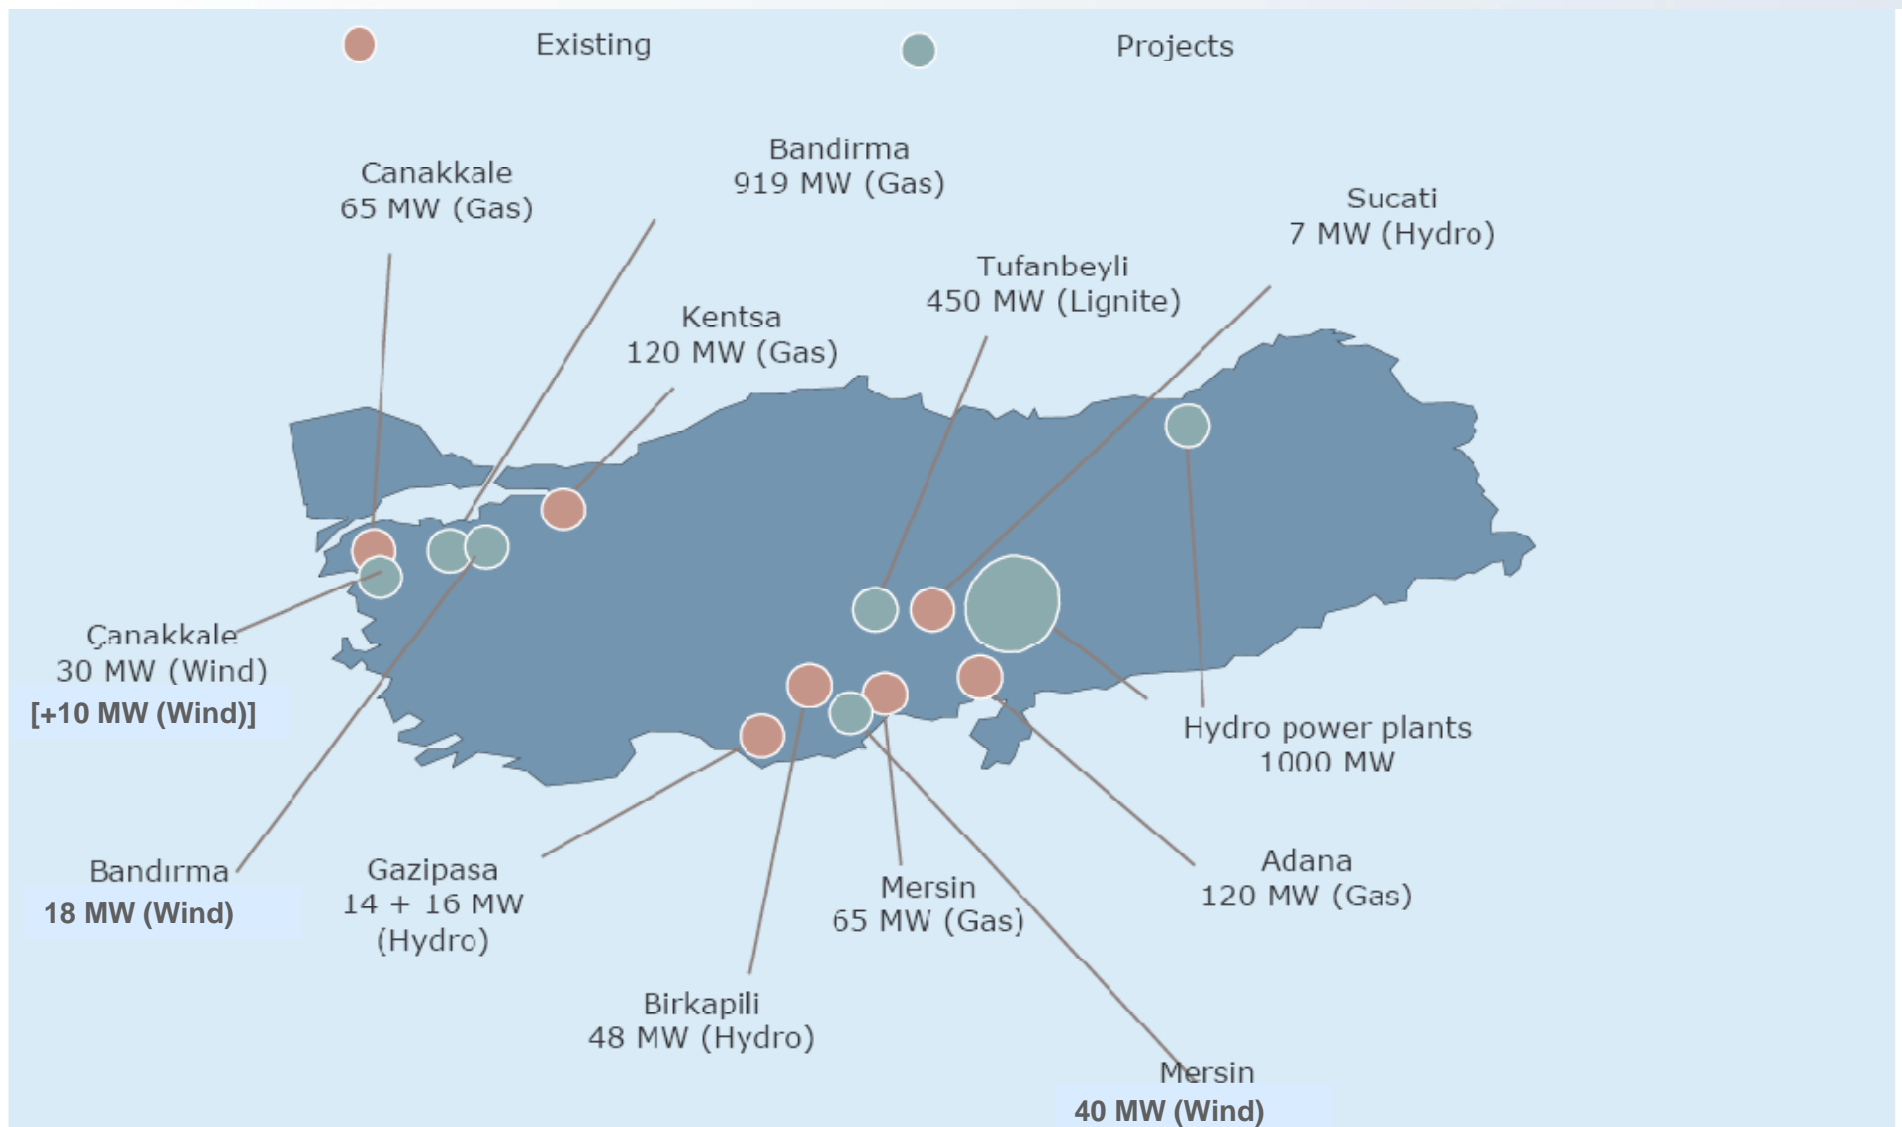 Existing
Projects
Canakkale
65 MW (Gas)
Bandirma
919 MW (Gas)
Sucati
7 MW (Hydro)
Tufanbeyli
450 MW (Lignite)
Kentsa
120 MW (Gas)
Çanakkale
30 MW (Wind)
[+10 MW (Wind)]
Hydro power plants
1000 MW
Bandırma
18 MW (Wind)
Gazipasa
14 + 16 MW
(Hydro)
Mersin
65 MW (Gas)
Adana
120 MW (Gas)
Birkapili
48 MW (Hydro)
Mersin
40 MW (Wind)